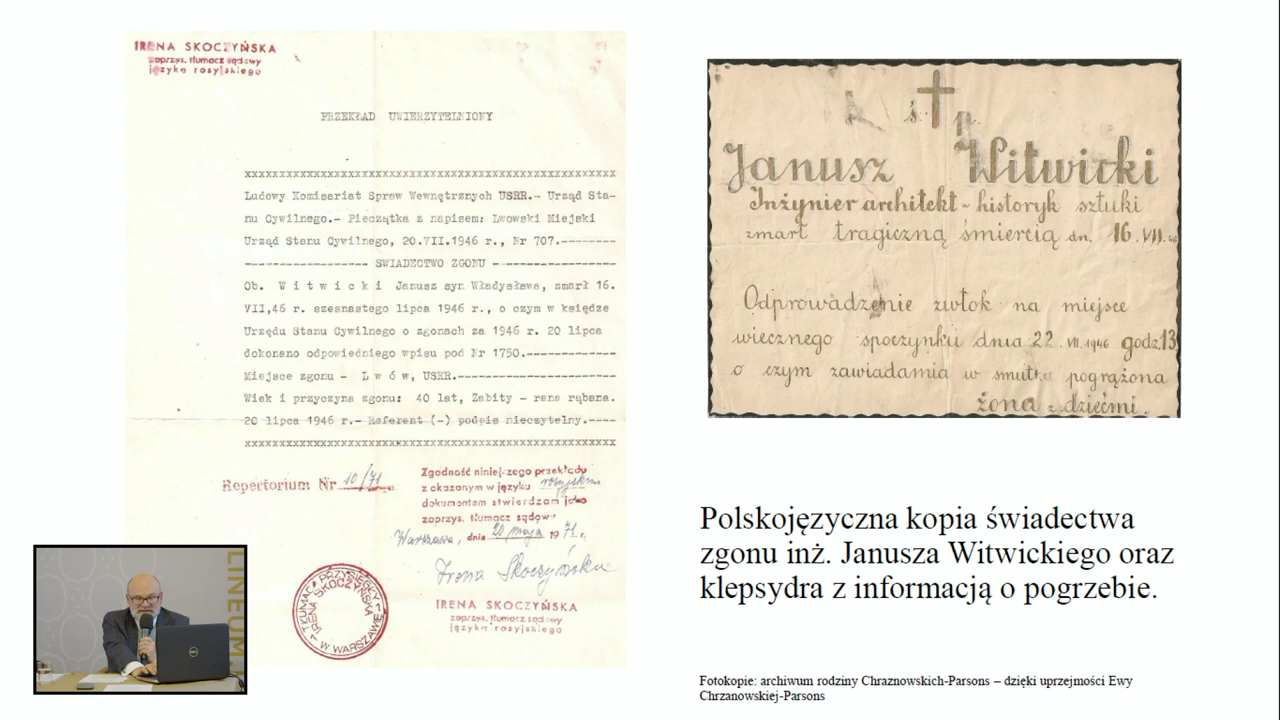 IRENA SKOCZYŃSKA
zaprzys. tłumacz sądowy
języka rosyjskiego
PRZEKŁAD UWIERZYTELNIONY
xxxxxxxxxxxxxxxxxxxxxxxxxxxxxxxxxxxxxxxxxxxxxxxxxx
Ludowy Komisariat Spraw Wewnętrznych USRR.- Urząd Sta-
nu Cywilnego.- Pieczątka z napisem: Lwowski Miejski
Urząd Stanu Cywilnego, 20.VII.1946 r., Nr 707.--------
------------------ SWIADECTWO ZGONU ------------------
Ob. W i t w i c k i Janusz syn Władysława, zmarł 16.
VII,46 r. szesnastego lipca 1946 r., o czym w księdze
Urzędu Stanu Cywilnego o zgonach za 1946 r. 20 lipca
dokonano odpowiedniego wpisu pod Nr 1750.-------------
Miejsce zgonu - L w ó w, USRR.------------------------
Wiek i przyczyna zgonu: 40 lat, Zabity - rana rąbana.
20 lipca 1946 r.- Referent (-) podpis nieczytelny.----
xxxxxxxxxxxxxxxxxxxxxxxxxxxxxxxxxxxxxxxxxxxxxxxxxx
Repertorium Nr 10/71
Zgodność niniejszego przekładu
z okazanym w języku rosyjskim
dokumentem stwierdzam jako
zaprzys. tłumacz sądowy
Warszawa, dnia 20 maja 1971 r.
Irena Skoczyńska
IRENA SKOCZYŃSKA
zaprzys. tłumacz sądowy
języka rosyjskiego
TŁUMACZ PRZYSIĘGŁY
IRENA SKOCZYŃSKA
W WARSZAWIE
ś. p.
Janusz Witwicki
Inżynier architekt - historyk sztuki
zmarł tragiczną śmiercią dn. 16.VII.46
Odprowadzenie zwłok na miejsce
wiecznego spoczynku dnia 22.VII.1946 godz.13
o czym zawiadamia w smutku pogrążona
żona z dziećmi.
Polskojęzyczna kopia świadectwa
zgonu inż. Janusza Witwickiego oraz
klepsydra z informacją o pogrzebie.
Fotokopie: archiwum rodziny Chraznowskich-Parsons – dzięki uprzejmości Ewy
Chrzanowskiej-Parsons
LINEUM.
DELL